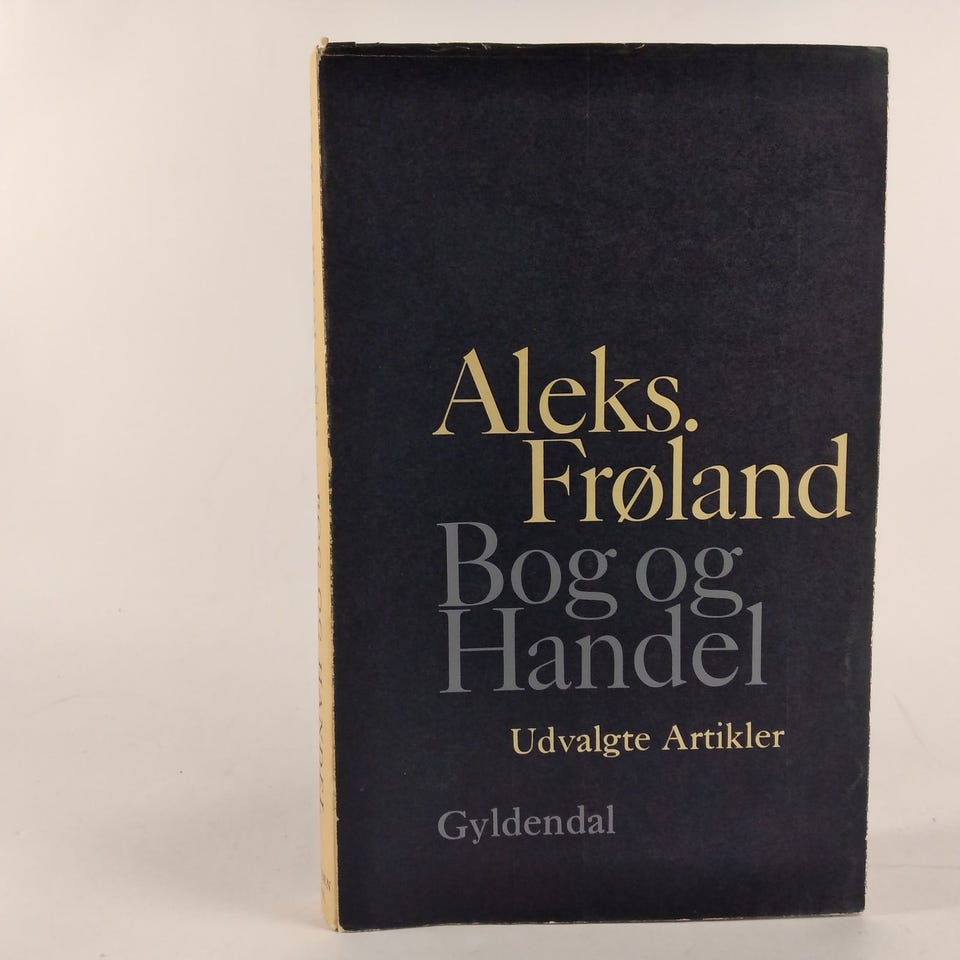 Aleks.
Frøland
Bog og
Handel
Udvalgte Artikler
Gyldendal